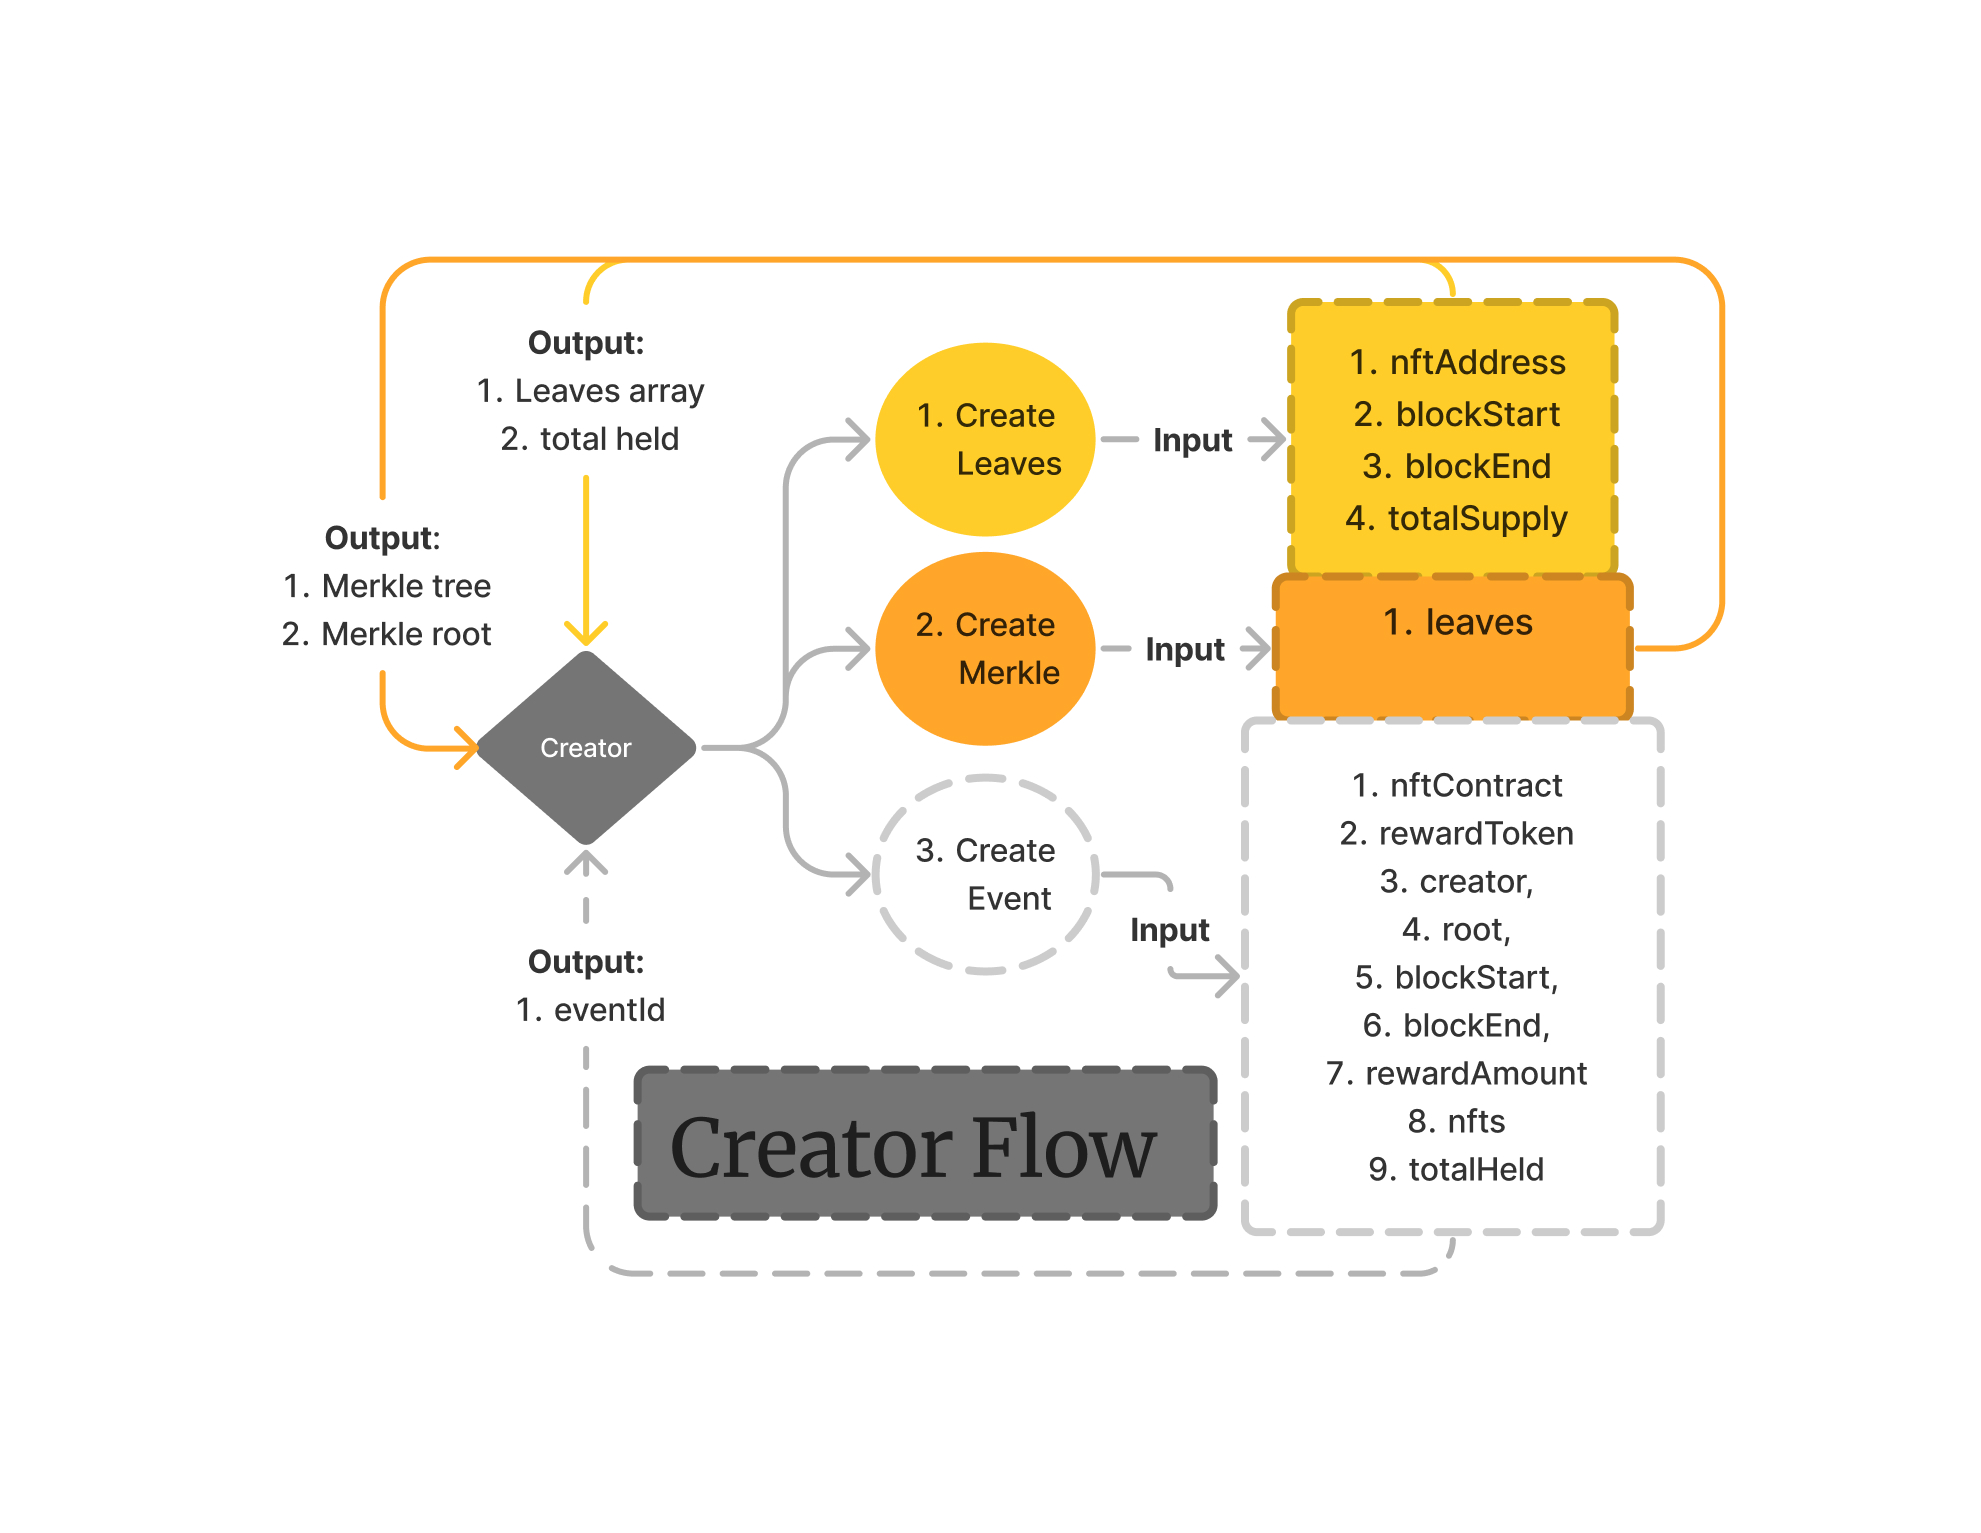 Output:
1. Leaves array
2. total held
Output:
1. Merkle tree
2. Merkle root
Creator
1. Create
Leaves
Input
1. nftAddress
2. blockStart
3. blockEnd
4. totalSupply
2. Create
Merkle
Input
1. leaves
3. Create
Event
Input
1. nftContract
2. rewardToken
3. creator,
4. root,
5. blockStart,
6. blockEnd,
7. rewardAmount
8. nfts
9. totalHeld
Output:
1. eventId
Creator Flow